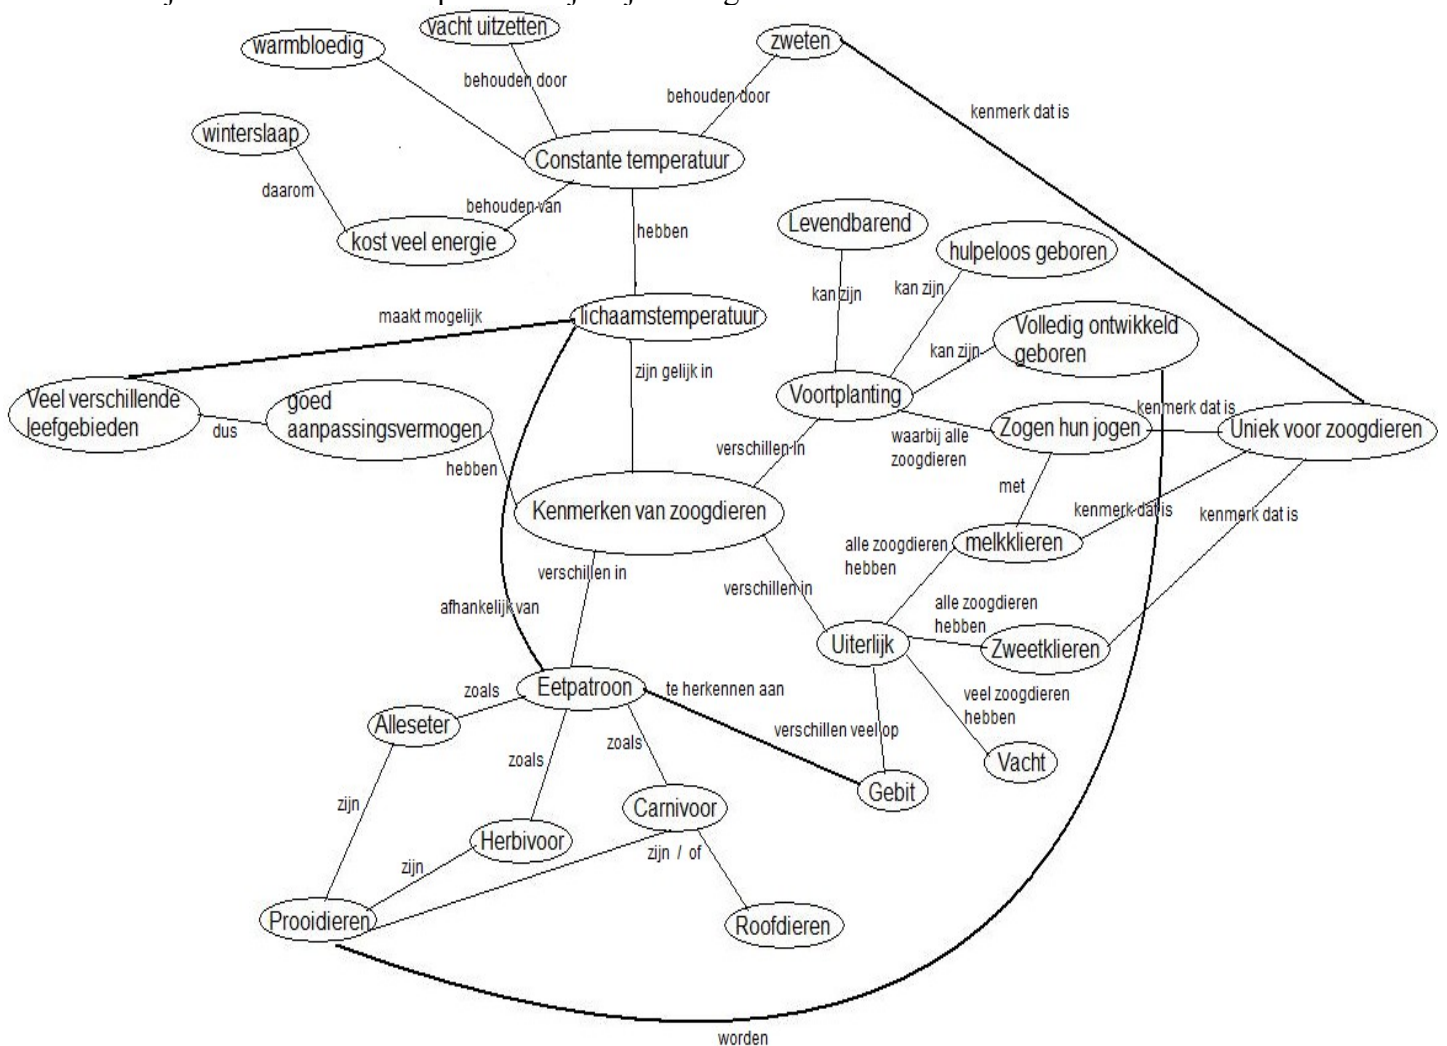 vacht uitzetten
warmbloedig
zweten
behouden door
behouden door
kenmerk dat is
winterslaap
Constante temperatuur
daarom
behouden van
Levendbarend
hebben
kost veel energie
hulpeloos geboren
kan zijn
kan zijn
lichaamstemperatuur
maakt mogelijk
Volledig ontwikkeld
geboren
kan zijn
zijn gelijk in
Veel verschillende
leefgebieden
dus
goed
aanpassingsvermogen
Voortplanting
kenmerk dat is
Zogen hun jogen
Uniek voor zoogdieren
waarbij alle
zoogdieren
verschillen in
hebben
met
Kenmerken van zoogdieren
kenmerk dat is
kenmerk dat is
alle zoogdieren
hebben
melkklieren
verschillen in
verschillen in
afhankelijk van
alle zoogdieren
hebben
Uiterlijk
Zweetklieren
Eetpatroon
te herkennen aan
zoals
veel zoogdieren
hebben
Alleseter
verschillen veel op
zoals
zoals
Vacht
Gebit
zijn
Carnivoor
Herbivoor
zijn / of
zijn
Prooidieren
Roofdieren
worden